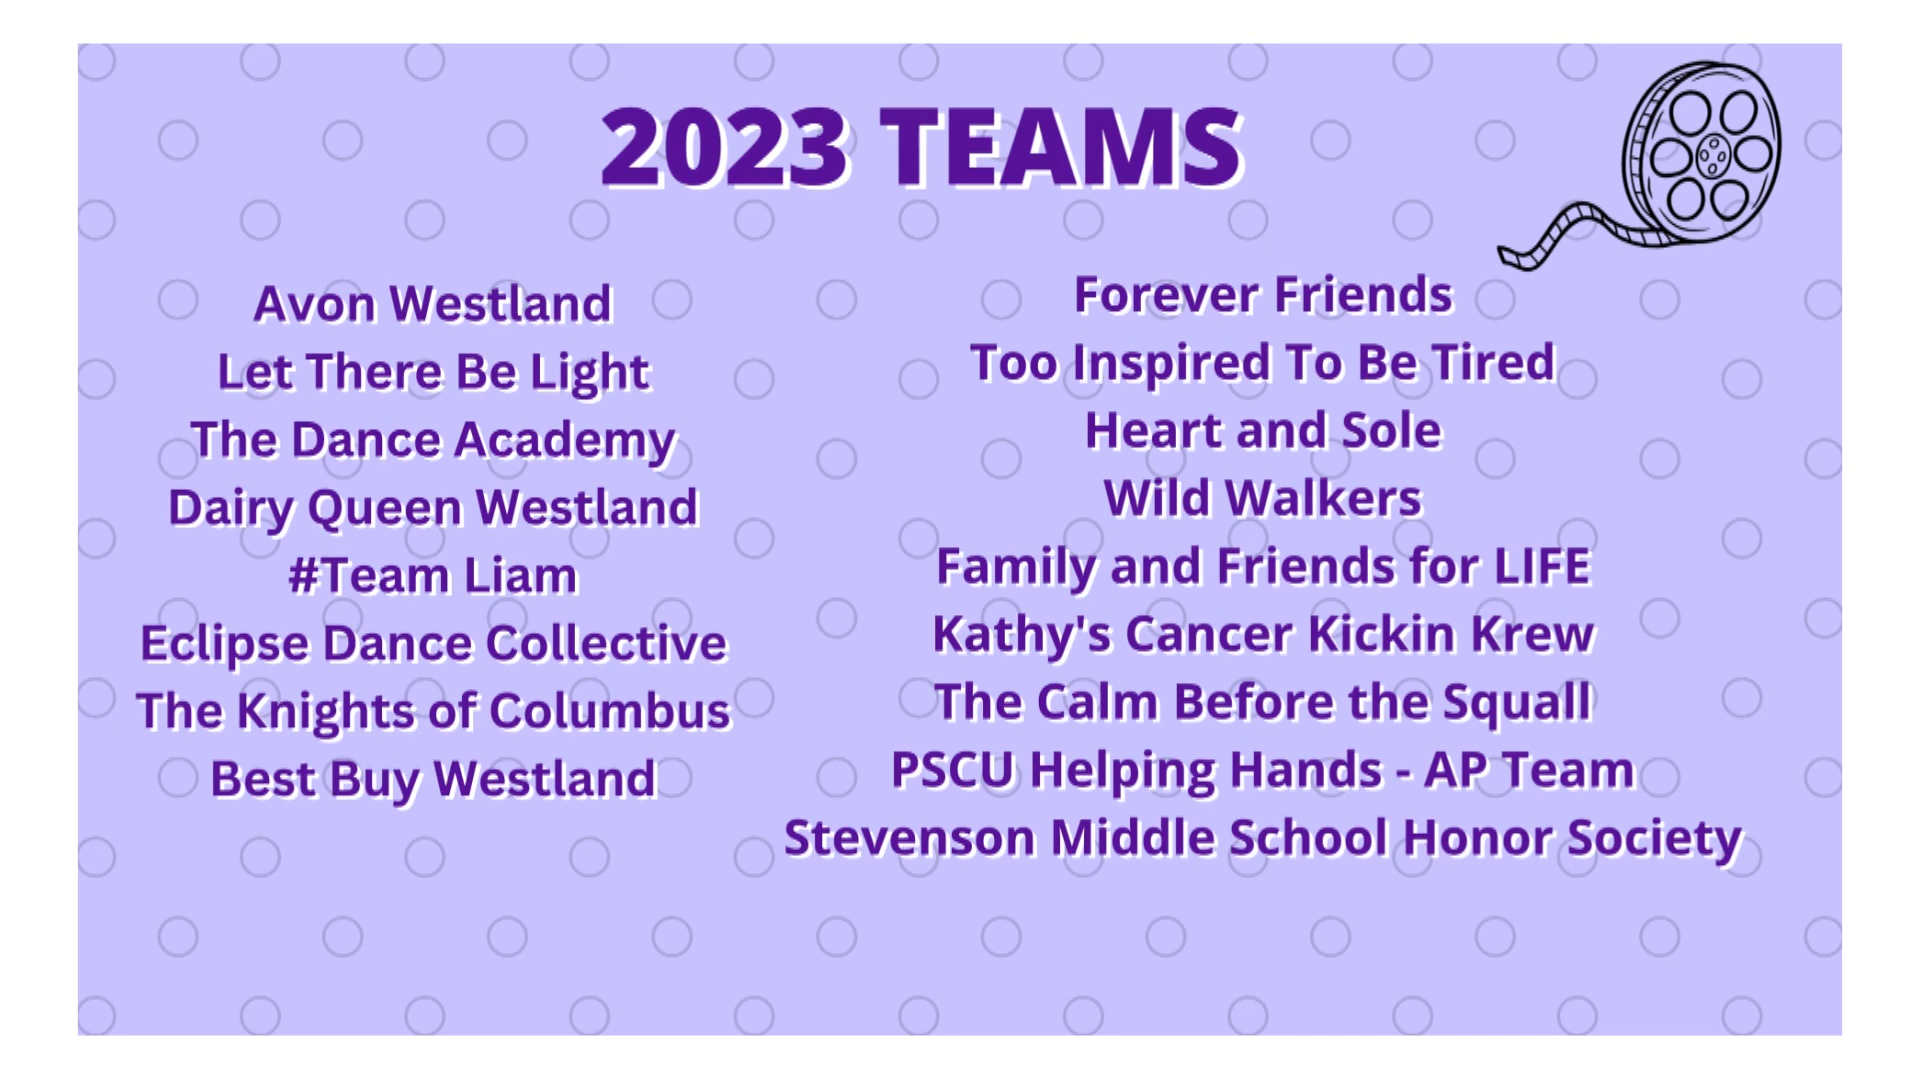 2023 TEAMS
Avon Westland
Let There Be Light
The Dance Academy
Dairy Queen Westland
#Team Liam
Eclipse Dance Collective
The Knights of Columbus
Best Buy Westland
Forever Friends
Too Inspired To Be Tired
Heart and Sole
Wild Walkers
Family and Friends for LIFE
Kathy's Cancer Kickin Krew
The Calm Before the Squall
PSCU Helping Hands - AP Team
Stevenson Middle School Honor Society